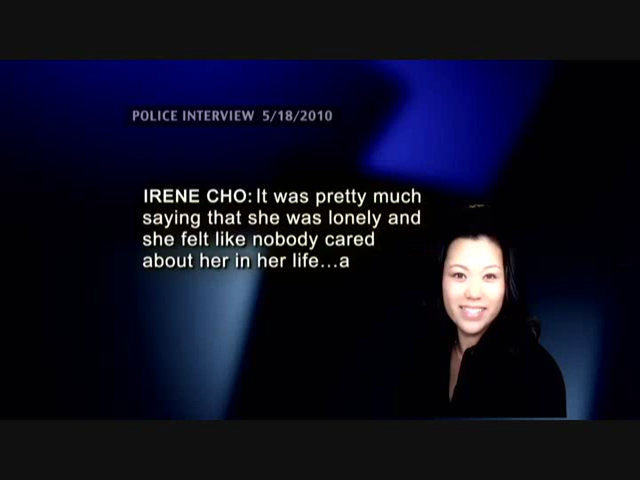 POLICE INTERVIEW 5/18/2010
IRENE CHO: It was pretty much
saying that she was lonely and
she felt like nobody cared
about her in her life...a